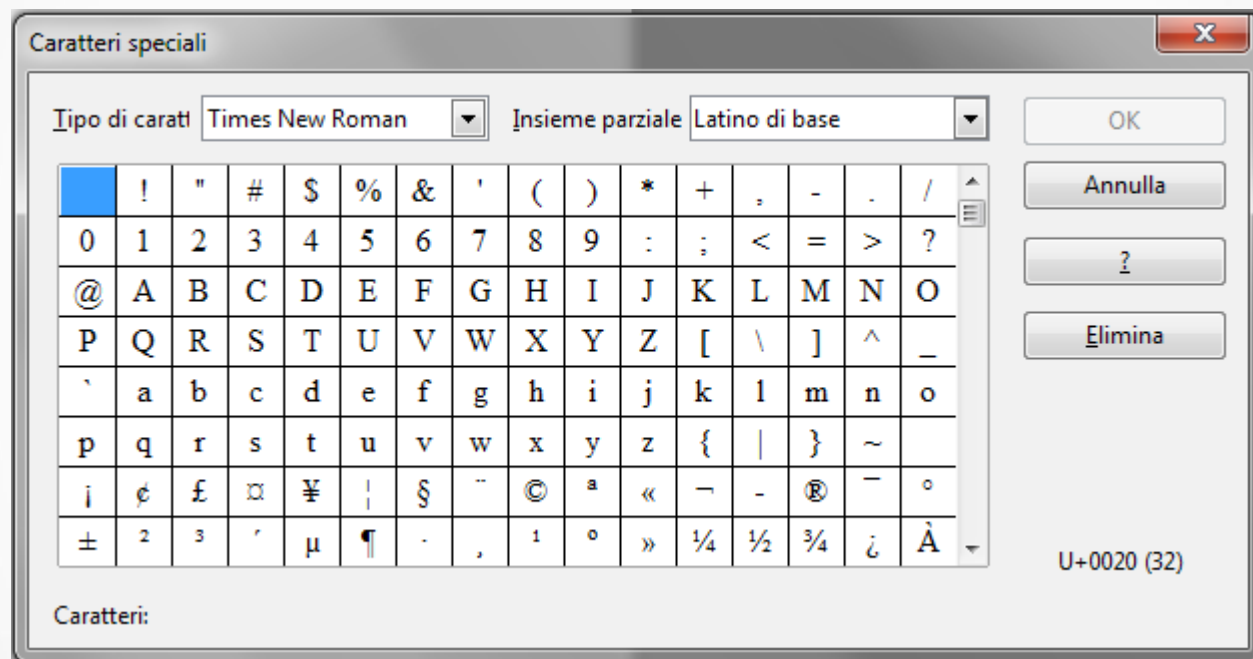 Caratteri speciali
Tipo di caratt Times New Roman Insieme parziale Latino di base OK
! " # $ % & ' ( ) * + , - . / Annulla
0 1 2 3 4 5 6 7 8 9 : ; < = > ?
?
@ A B C D E F G H I J K L M N O
P Q R S T U V W X Y Z [ \ ] ^ _ Elimina
` a b c d e f g h i j k l m n o
p q r s t u v w x y z { | } ~
¡ ¢ £ ¤ ¥ ¦ § ¨ © ª « ¬ - ® ¯ °
± ² ³ ´ µ ¶ · ¸ ¹ º » ¼ ½ ¾ ¿ À
U+0020 (32)
Caratteri: